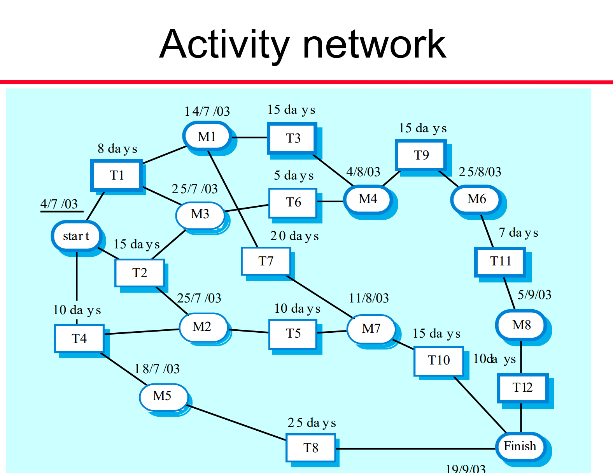 Activity network
14/7/03
15 days
M1
T3
8 days
15 days
T9
T1
25/7/03
5 days
4/8/03
25/8/03
4/7/03
M3
T6
M4
M6
start
15 days
20 days
7 days
T2
T7
T11
25/7/03
11/8/03
5/9/03
10 days
10 days
M2
T5
M7
M8
T4
15 days
18/7/03
T10
10 days
M5
T12
25 days
T8
Finish
19/9/03